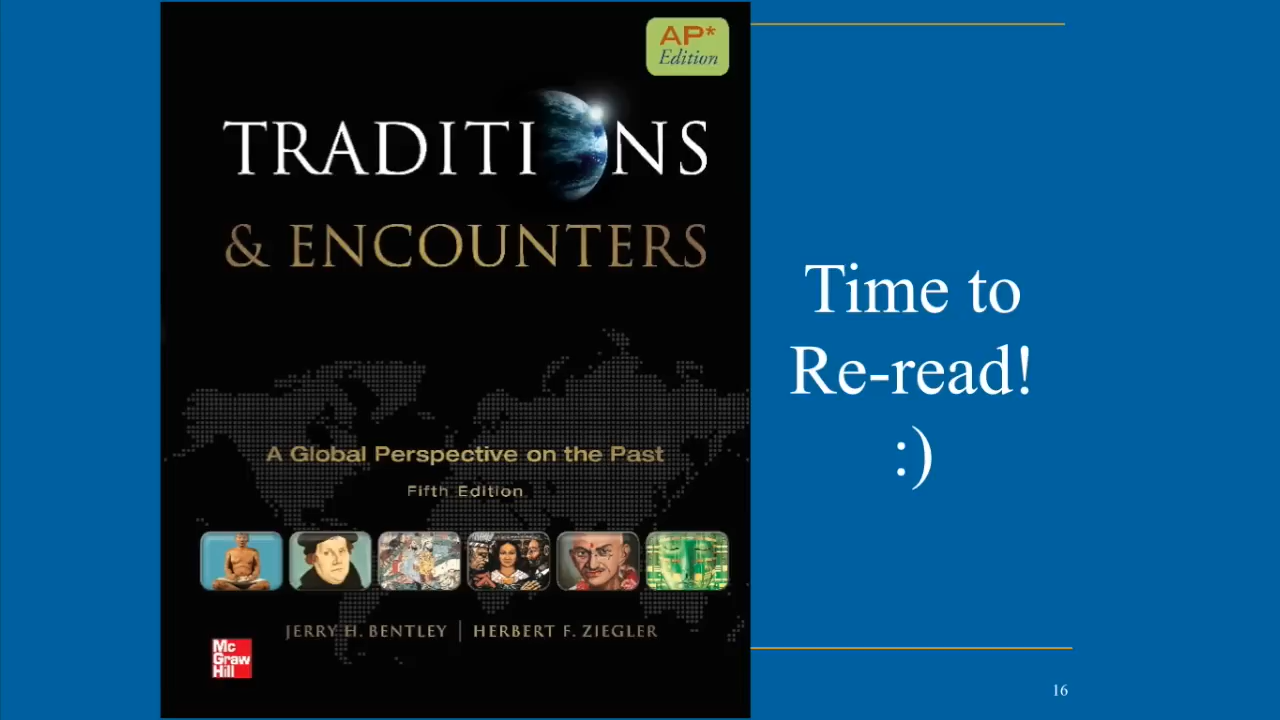 AP*
Edition
TRADITIONS
& ENCOUNTERS
A Global Perspective on the Past
Fifth Edition
JERRY H. BENTLEY | HERBERT F. ZIEGLER
Mc
Graw
Hill
Time to
Re-read!
:)
16